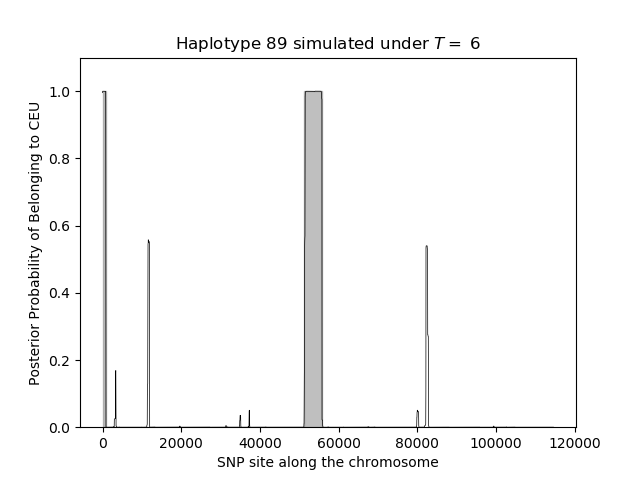 Haplotype 89 simulated under T = 6
Posterior Probability of Belonging to CEU
1.0
0.8
0.6
0.4
0.2
0.0
0 20000 40000 60000 80000 100000 120000
SNP site along the chromosome